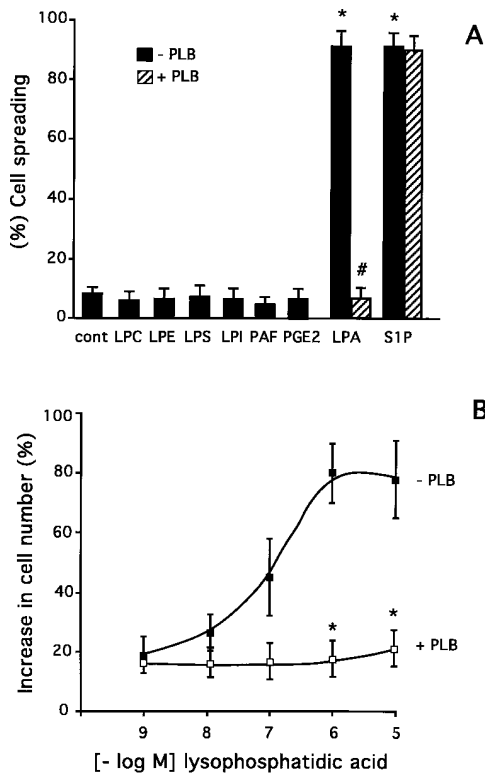 A
100
80
60
40
20
0
(%) Cell spreading
- PLB
+ PLB
*
*
#
cont LPC LPE LPS LPI PAF PGE2 LPA S1P
B
100
80
60
40
20
0
Increase in cell number (%)
- PLB
*
*
+ PLB
9 8 7 6 5
[- log M] lysophosphatidic acid